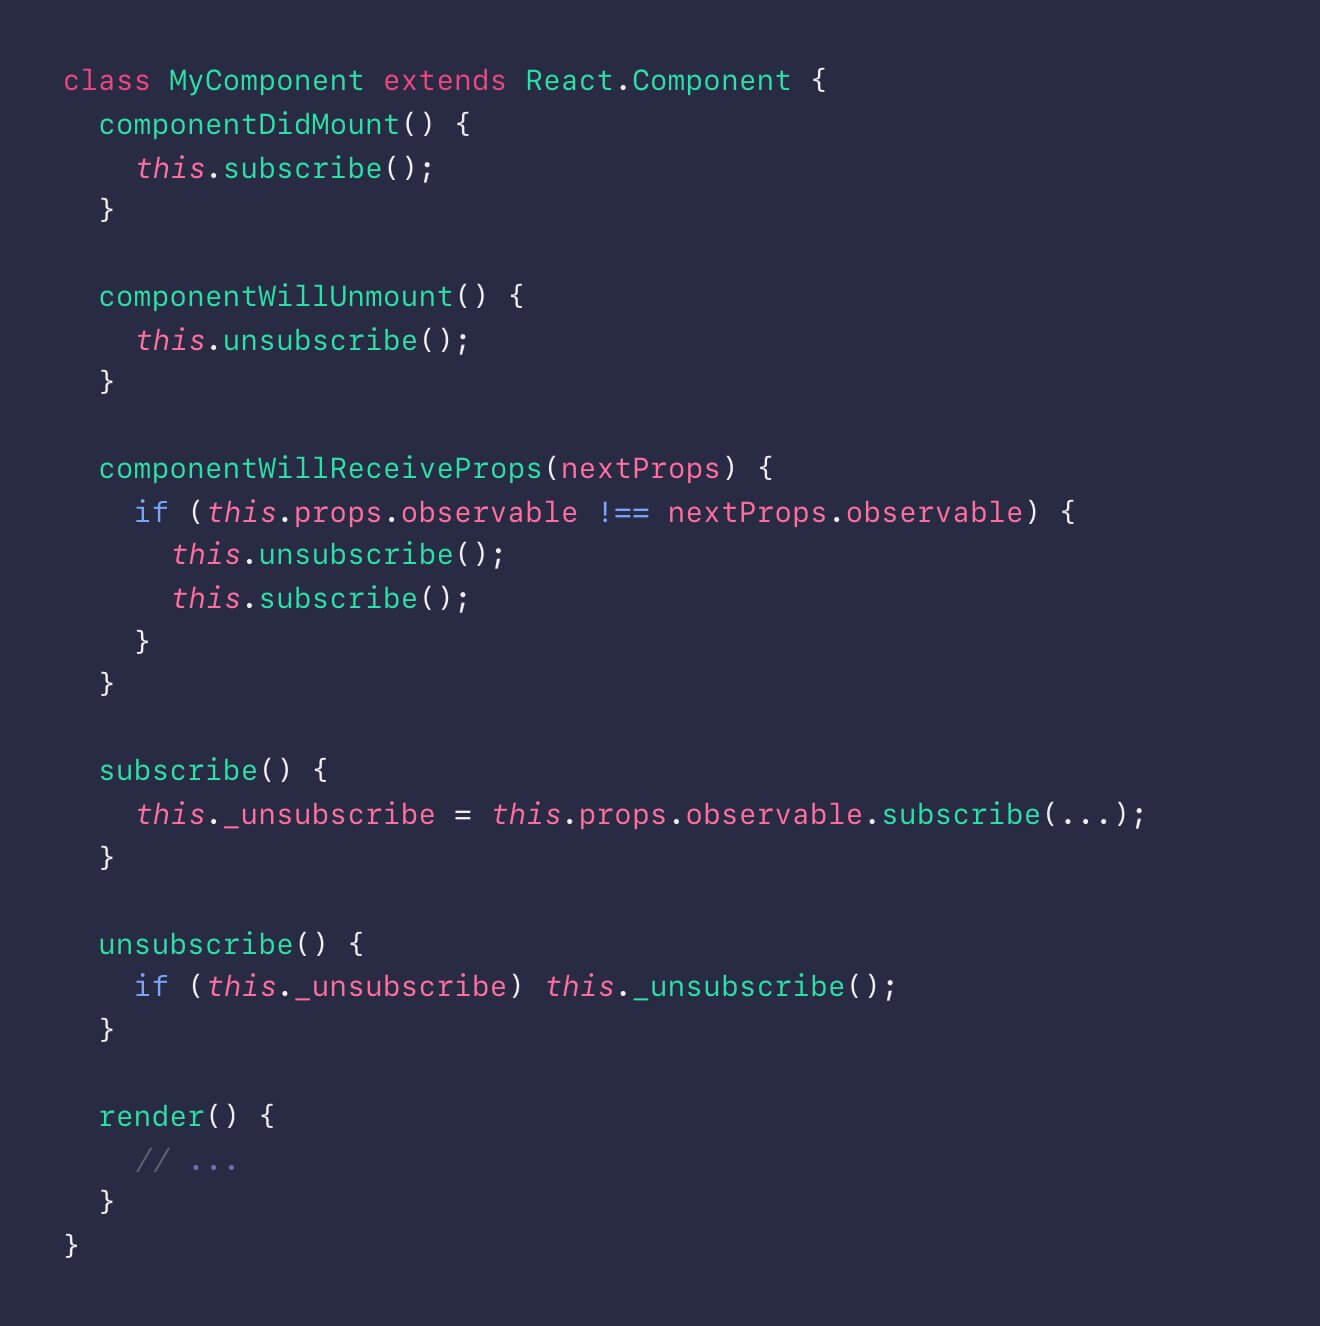 class MyComponent extends React.Component {
  componentDidMount() {
    this.subscribe();
  }

  componentWillUnmount() {
    this.unsubscribe();
  }

  componentWillReceiveProps(nextProps) {
    if (this.props.observable !== nextProps.observable) {
      this.unsubscribe();
      this.subscribe();
    }
  }

  subscribe() {
    this._unsubscribe = this.props.observable.subscribe(...);
  }

  unsubscribe() {
    if (this._unsubscribe) this._unsubscribe();
  }

  render() {
    // ...
  }
}